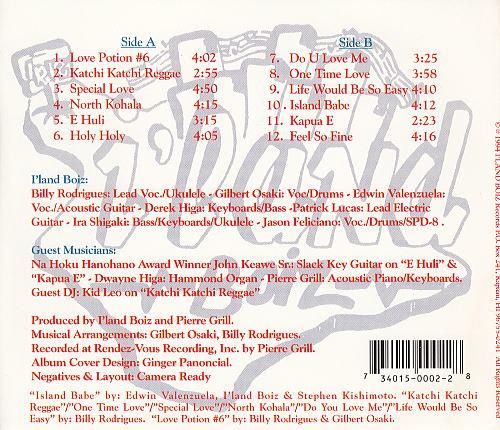 Side A
1. Love Potion #6 4:02
2. Katchi Katchi Reggae 2:55
3. Special Love 4:50
4. North Kohala 4:15
5. E Huli 3:15
6. Holy Holy 4:05
Side B
7. Do U Love Me 3:25
8. One Time Love 3:58
9. Life Would Be So Easy 4:10
10. Island Babe 4:12
11. Kapua E 2:23
12. Feel So Fine 4:16
I'land Boiz
Pland Boiz:
Billy Rodrigues: Lead Voc./Ukulele - Gilbert Osaki: Voc/Drums - Edwin Valenzuela:
Voc./Acoustic Guitar - Derek Higa: Keyboards/Bass -Patrick Lucas: Lead Electric
Guitar - Ira Shigaki: Bass/Keyboards/Ukulele - Jason Feliciano: Voc./Drums/SPD-8 .
Guest Musicians:
Na Hoku Hanohano Award Winner John Keawe Sr.: Slack Key Guitar on "E Huli" &
"Kapua E" - Dwayne Higa: Hammond Organ - Pierre Grill: Acoustic Piano/Keyboards.
Guest DJ: Kid Leo on "Katchi Katchi Reggae"
Produced by Pland Boiz and Pierre Grill.
Musical Arrangements: Gilbert Osaki, Billy Rodrigues.
Recorded at Rendez-Vous Recording, Inc. by Pierre Grill.
Album Cover Design: Ginger Panoncial.
Negatives & Layout: Camera Ready
7 34015-0002-2 8
"Island Babe" by: Edwin Valenzuela, I'land Boiz & Stephen Kishimoto. "Katchi Katchi
Reggae"/"One Time Love"/"Special Love"/"North Kohala"/"Do You Love Me"/"Life Would Be So
Easy" by: Billy Rodrigues. "Love Potion #6" by: Billy Rodrigues & Gilbert Osaki.